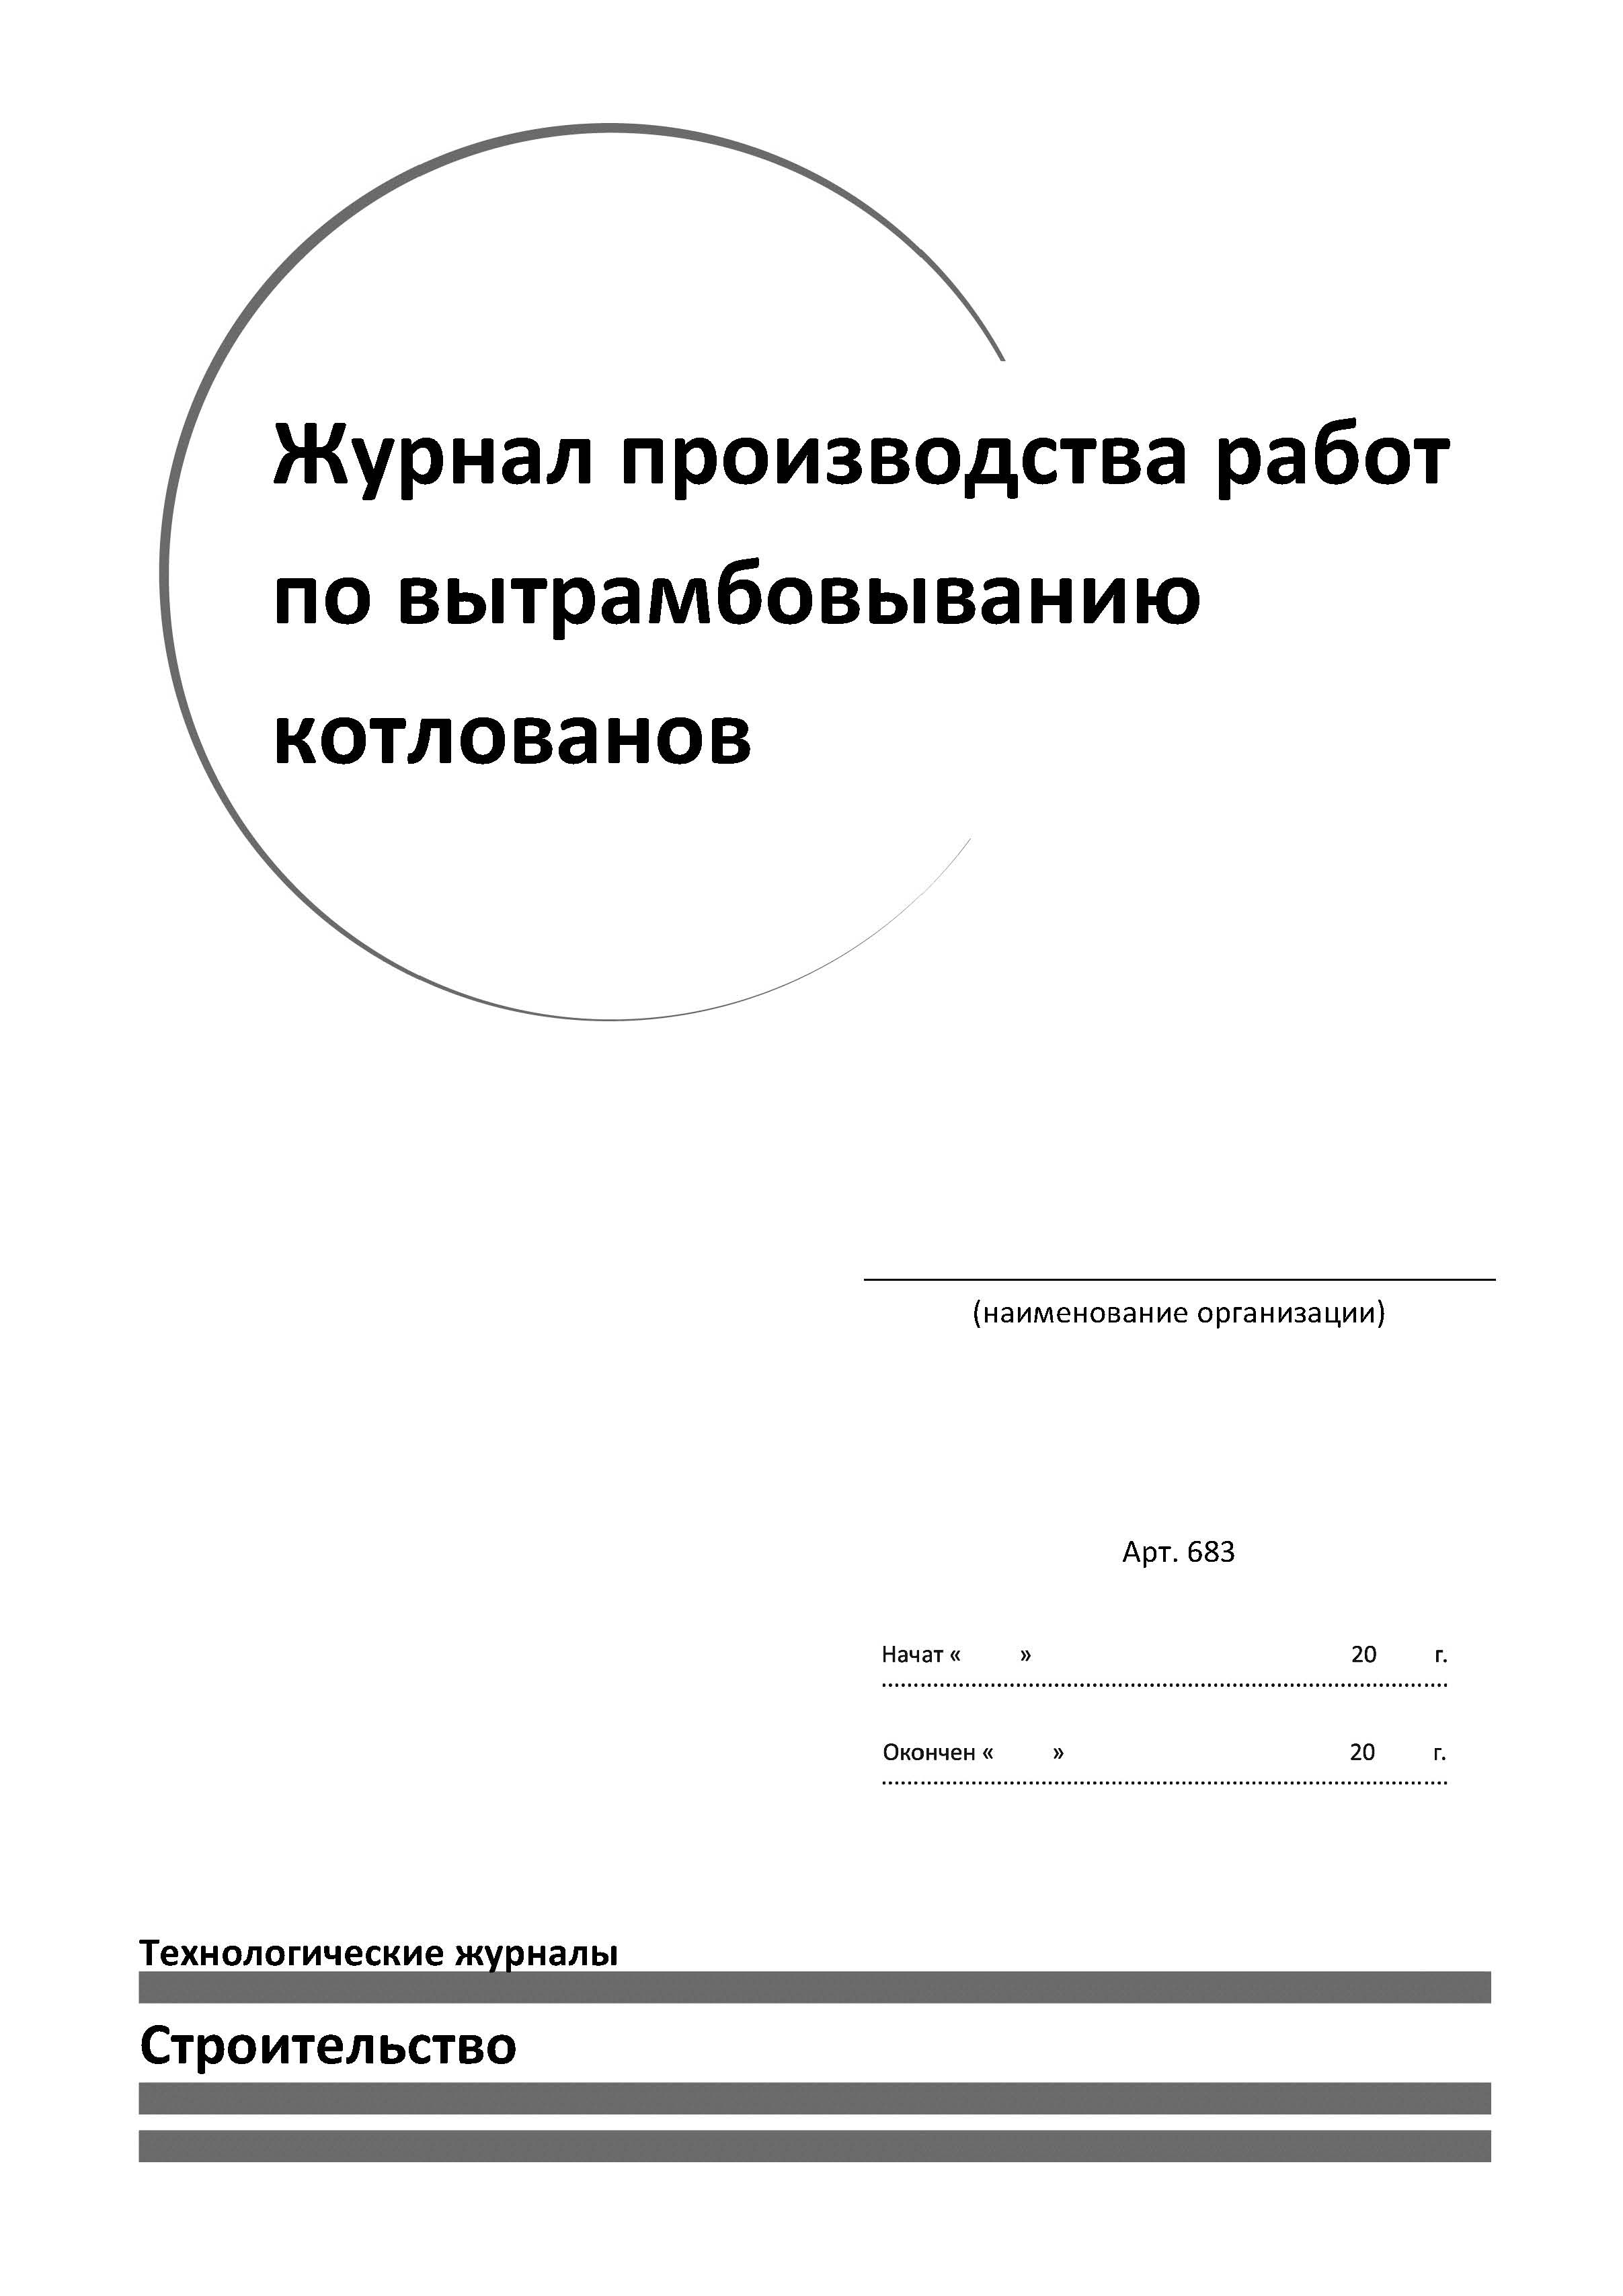 Журнал производства работ
по вытрамбовыванию
котлованов
(наименование организации)
Арт. 683
Начат « » 20 г.
Окончен « » 20 г.
Технологические журналы
Строительство